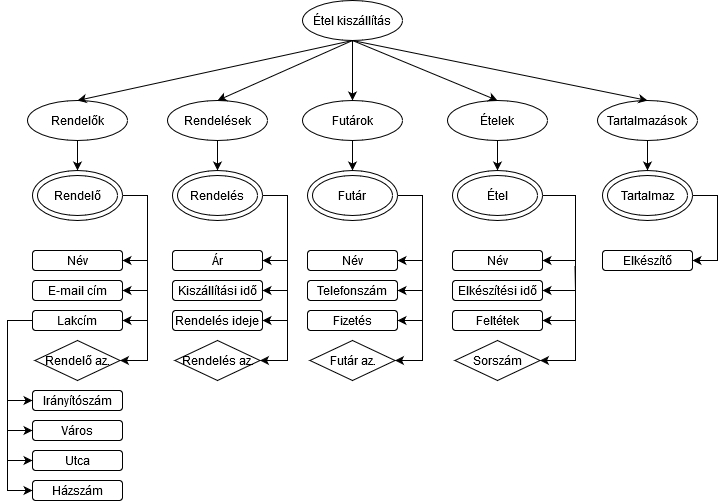 Étel kiszállítás
Rendelők
Rendelések
Futárok
Ételek
Tartalmazások
Rendelő
Rendelés
Futár
Étel
Tartalmaz
Név
Ár
Név
Név
Elkészítő
E-mail cím
Kiszállítási idő
Telefonszám
Elkészítési idő
Lakcím
Rendelés ideje
Fizetés
Feltétek
Rendelő az.
Rendelés az.
Futár az.
Sorszám
Irányítószám
Város
Utca
Házszám